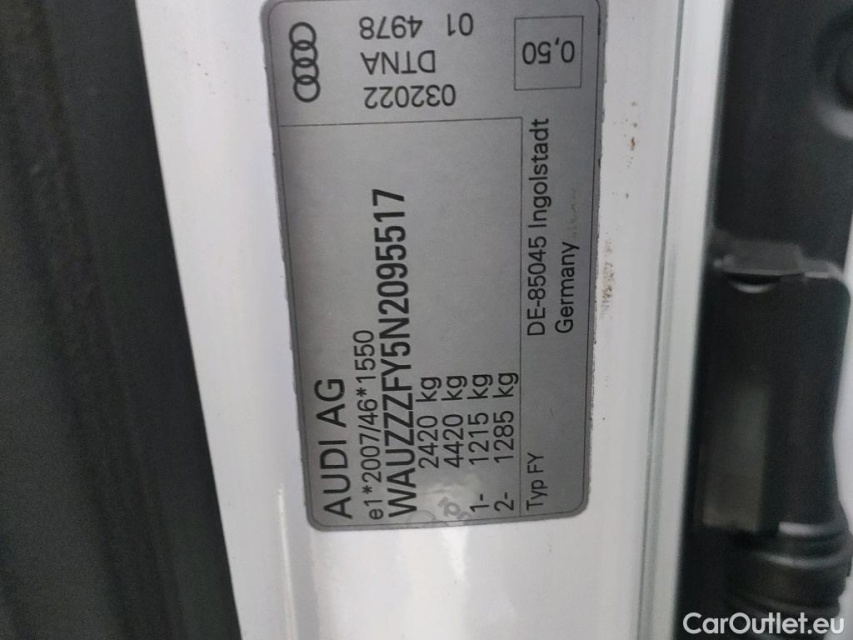 AUDI AG
e1*2007/46*1550
WAUZZZFY5N2095517
2420 kg
4420 kg
1- 1215 kg
2- 1285 kg
Typ FY
DE-85045 Ingolstadt
Germany
032022
DTNA
01 4978
0,50
CarOutlet.eu